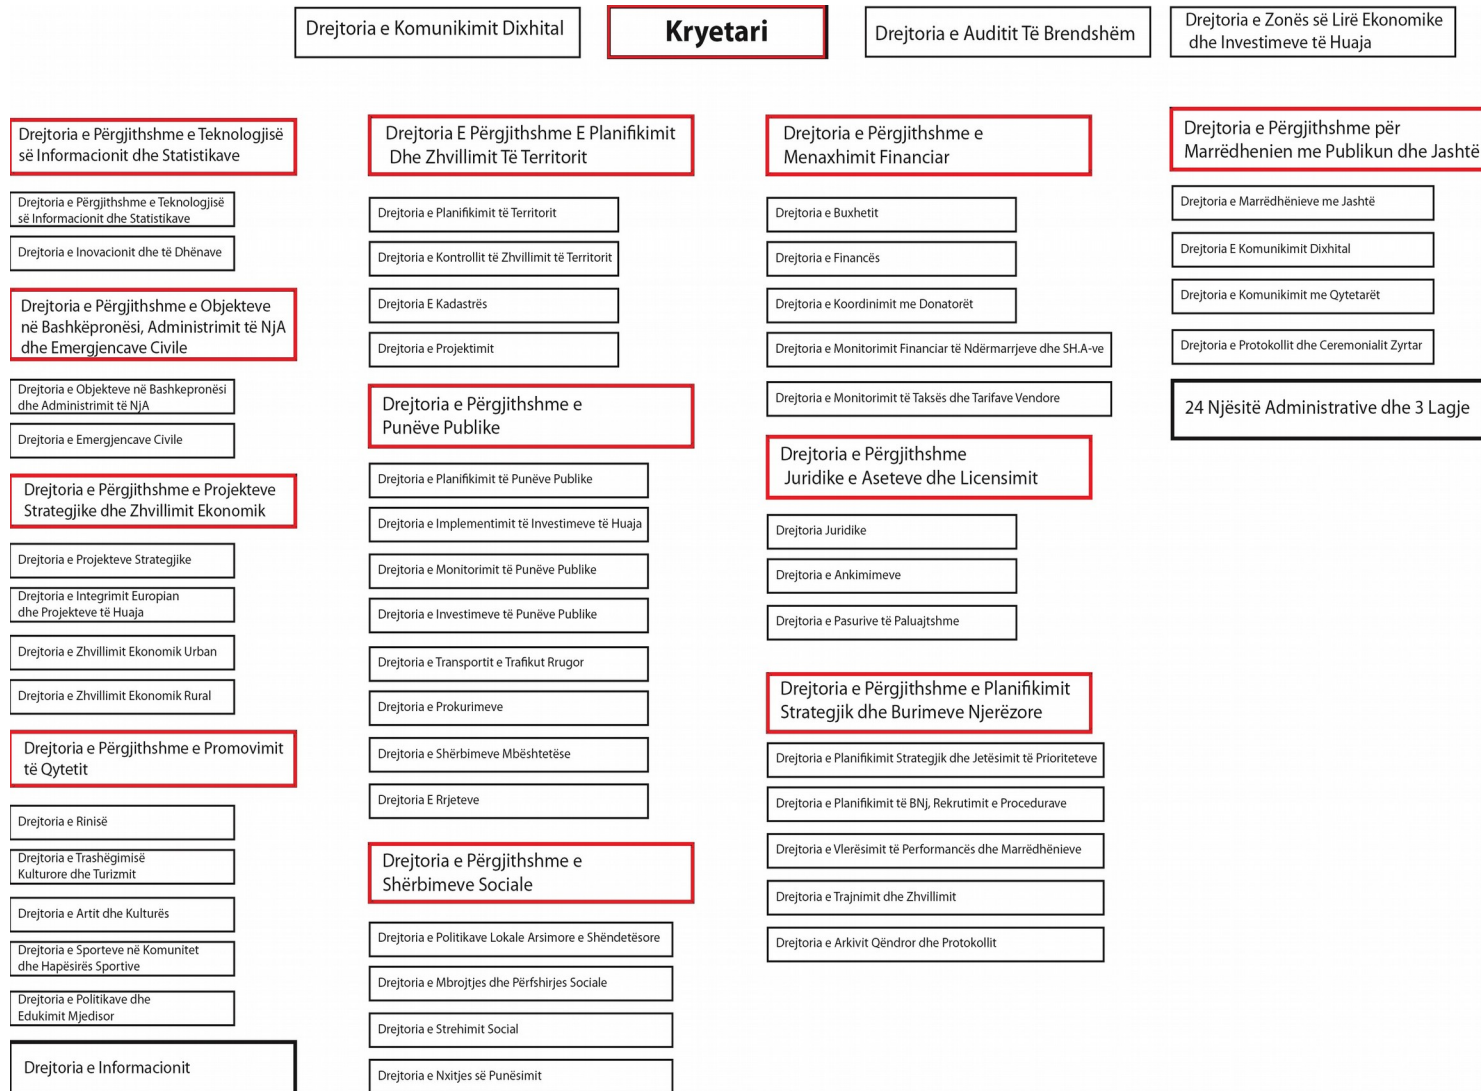 Drejtoria e Komunikimit Dixhital
Kryetari
Drejtoria e Auditit Të Brendshëm
Drejtoria e Zonës së Lirë Ekonomike
dhe Investimeve të Huaja
Drejtoria e Përgjithshme e Teknologjisë
së Informacionit dhe Statistikave
Drejtoria e Përgjithshme e Teknologjisë
së Informacionit dhe Statistikave
Drejtoria e Inovacionit dhe të Dhënave
Drejtoria e Përgjithshme e Objekteve
në Bashkëpronësi, Administrimit të NjA
dhe Emergjencave Civile
Drejtoria e Objekteve në Bashkepronësi
dhe Administrimit të NjA
Drejtoria e Emergjencave Civile
Drejtoria e Përgjithshme e Projekteve
Strategjike dhe Zhvillimit Ekonomik
Drejtoria e Projekteve Strategjike
Drejtoria e Integrimit Europian
dhe Projekteve të Huaja
Drejtoria e Zhvillimit Ekonomik Urban
Drejtoria e Zhvillimit Ekonomik Rural
Drejtoria e Përgjithshme e Promovimit
të Qytetit
Drejtoria e Rinisë
Drejtoria e Trashëgimisë
Kulturore dhe Turizmit
Drejtoria e Artit dhe Kulturës
Drejtoria e Sporteve në Komunitet
dhe Hapësirës Sportive
Drejtoria e Politikave dhe
Edukimit Mjedisor
Drejtoria e Informacionit
Drejtoria E Përgjithshme E Planifikimit
Dhe Zhvillimit Të Territorit
Drejtoria e Planifikimit të Territorit
Drejtoria e Kontrollit të Zhvillimit të Territorit
Drejtoria E Kadastrës
Drejtoria e Projektimit
Drejtoria e Përgjithshme e
Punëve Publike
Drejtoria e Planifikimit të Punëve Publike
Drejtoria e Implementimit të Investimeve të Huaja
Drejtoria e Monitorimit të Punëve Publike
Drejtoria e Investimeve të Punëve Publike
Drejtoria e Transportit e Trafikut Rrugor
Drejtoria e Prokurimeve
Drejtoria e Shërbimeve Mbështetëse
Drejtoria E Rrjeteve
Drejtoria e Përgjithshme e
Shërbimeve Sociale
Drejtoria e Politikave Lokale Arsimore e Shëndetësore
Drejtoria e Mbrojtjes dhe Përfshirjes Sociale
Drejtoria e Strehimit Social
Drejtoria e Nxitjes së Punësimit
Drejtoria e Përgjithshme e
Menaxhimit Financiar
Drejtoria e Buxhetit
Drejtoria e Financës
Drejtoria e Koordinimit me Donatorët
Drejtoria e Monitorimit Financiar të Ndërmarrjeve dhe SH.A-ve
Drejtoria e Monitorimit të Taksës dhe Tarifave Vendore
Drejtoria e Përgjithshme
Juridike e Aseteve dhe Licensimit
Drejtoria Juridike
Drejtoria e Ankimimeve
Drejtoria e Pasurive të Paluajtshme
Drejtoria e Përgjithshme e Planifikimit
Strategjik dhe Burimeve Njerëzore
Drejtoria e Planifikimit Strategjik dhe Jetësimit të Prioriteteve
Drejtoria e Planifikimit të BNj, Rekrutimit e Procedurave
Drejtoria e Vlerësimit të Performancës dhe Marrëdhënieve
Drejtoria e Trajnimit dhe Zhvillimit
Drejtoria e Arkivit Qëndror dhe Protokollit
Drejtoria e Përgjithshme për
Marrëdhenien me Publikun dhe Jashtë
Drejtoria e Marrëdhënieve me Jashtë
Drejtoria E Komunikimit Dixhital
Drejtoria e Komunikimit me Qytetarët
Drejtoria e Protokollit dhe Ceremonialit Zyrtar
24 Njësitë Administrative dhe 3 Lagje